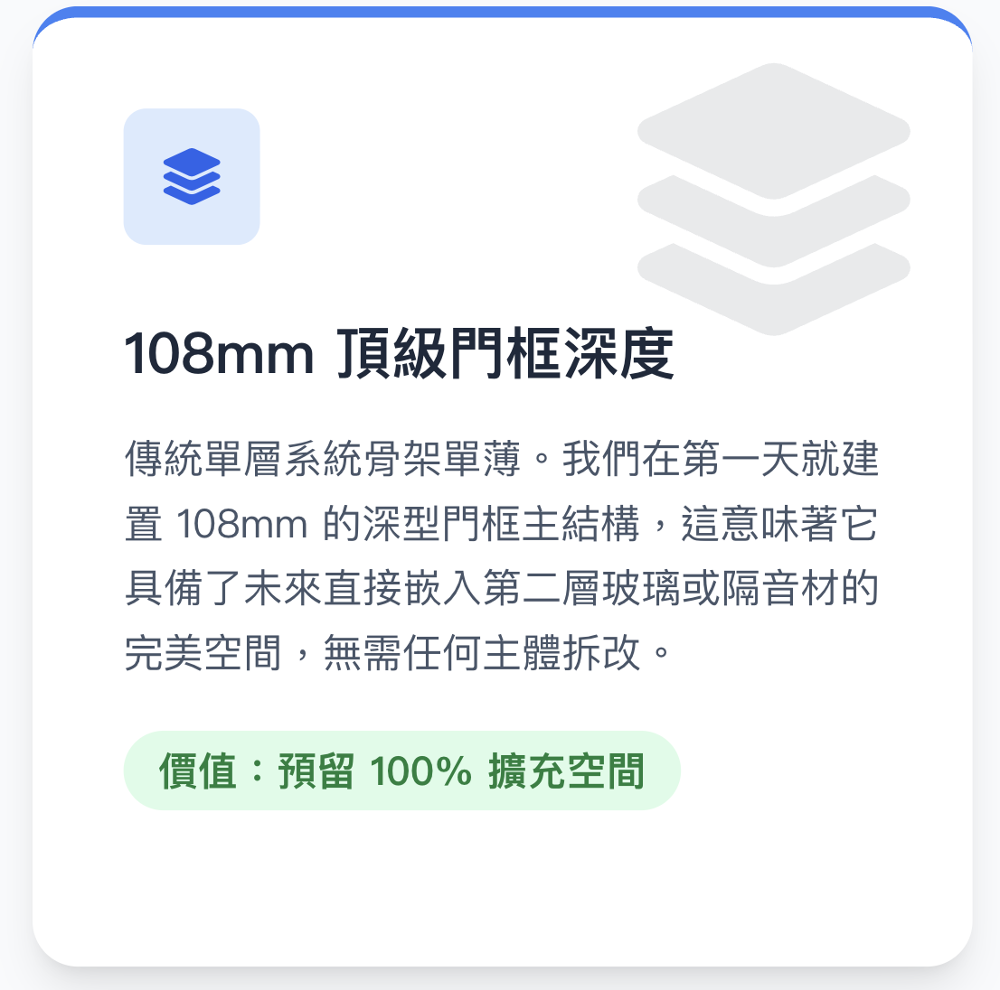 108mm 頂級門框深度
傳統單層系統骨架單薄。我們在第一天就建
置 108mm 的深型門框主結構，這意味著它
具備了未來直接嵌入第二層玻璃或隔音材的
完美空間，無需任何主體拆改。
價值：預留 100% 擴充空間